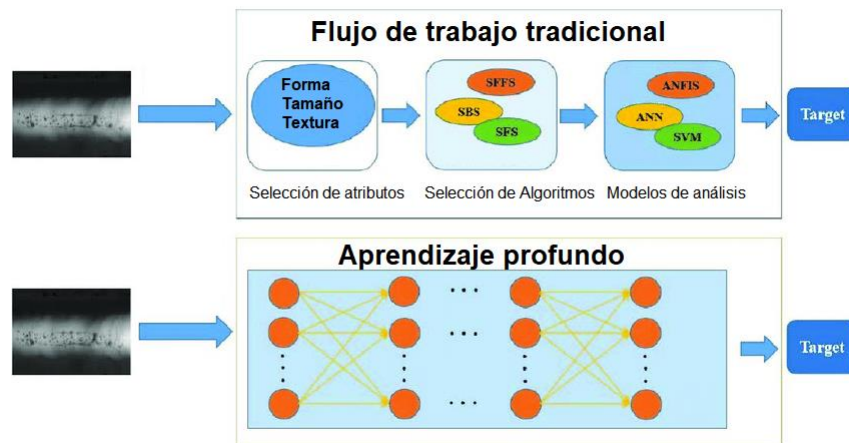 Flujo de trabajo tradicional
Forma
Tamaño
Textura
SFFS
SBS
SFS
ANFIS
ANN
SVM
Target
Selección de atributos
Selección de Algoritmos
Modelos de análisis
Aprendizaje profundo
Target